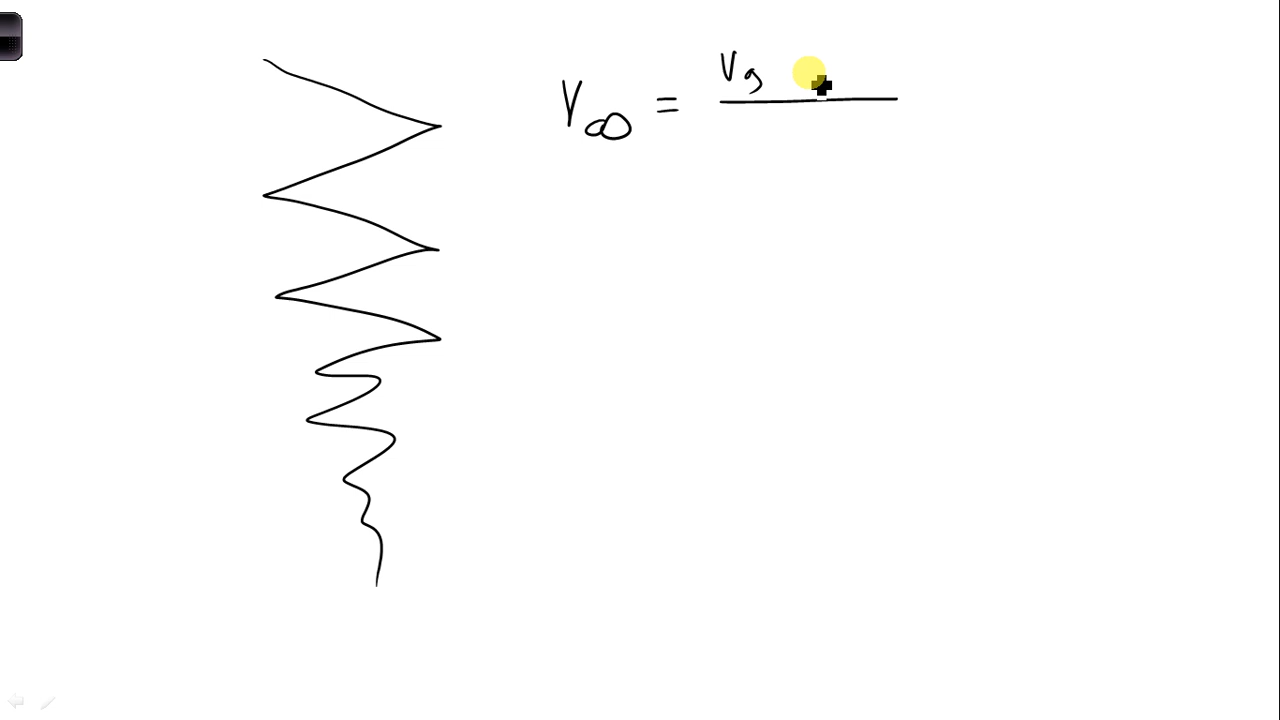 V∞ = Vg